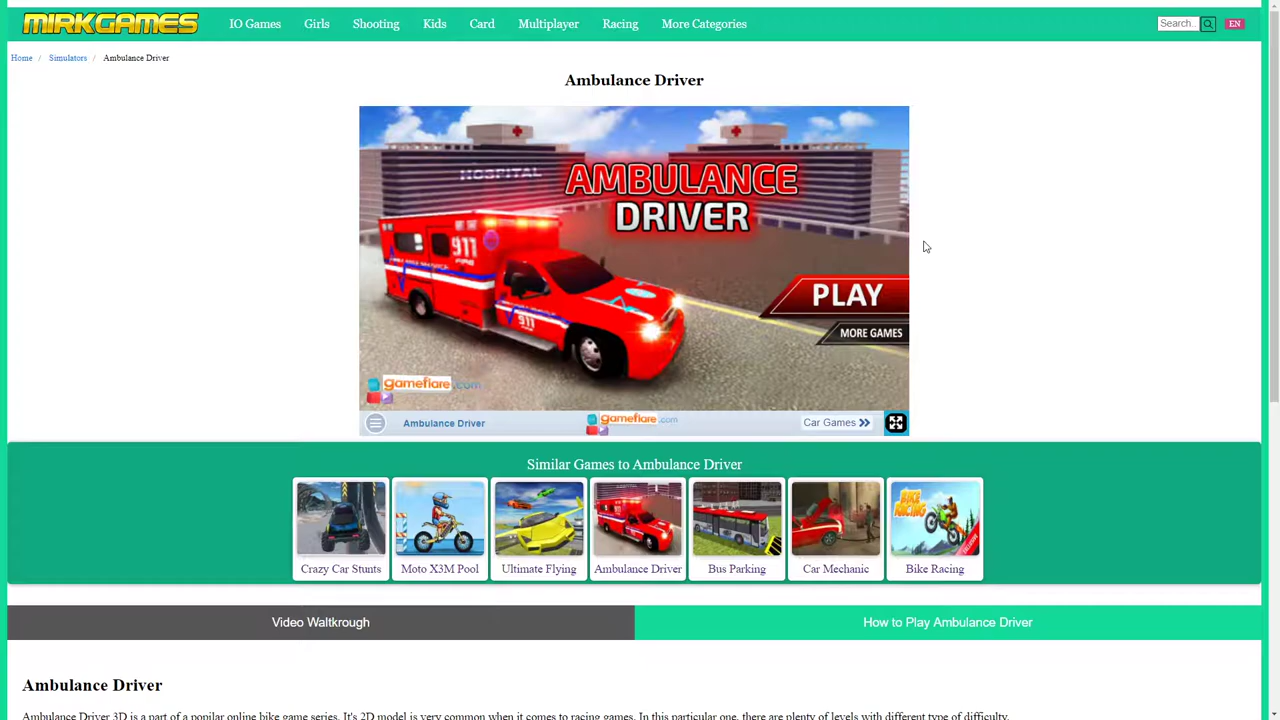 MIRKGAMES
IO Games Girls Shooting Kids Card Multiplayer Racing More Categories
Search..
EN
Home / Simulators / Ambulance Driver
Ambulance Driver
HOSPITAL
AMBULANCE
DRIVER
911
911
PLAY
MORE GAMES
gameflare.com
Ambulance Driver
gameflare.com
Car Games
Similar Games to Ambulance Driver
BIKE
RACING
Crazy Car Stunts Moto X3M Pool Ultimate Flying Ambulance Driver Bus Parking Car Mechanic Bike Racing
Video Waltkrough How to Play Ambulance Driver
Ambulance Driver
Ambulance Driver 3D is a part of a popilar online bike game series. It's 2D model is very common when it comes to racing games. In this particular one, there are plenty of levels with different type of difficulty.